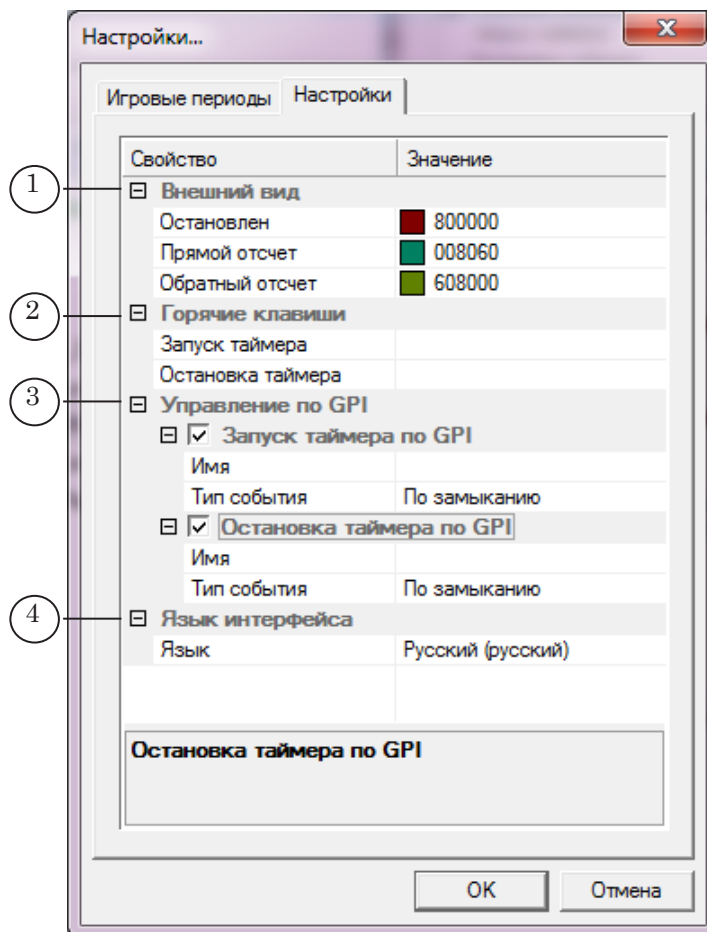 Настройки...
Игровые периоды Настройки
Свойство Значение
1 Внешний вид
Остановлен 800000
Прямой отсчет 008060
Обратный отсчет 608000
2 Горячие клавиши
Запуск таймера
Остановка таймера
3 Управление по GPI
Запуск таймера по GPI
Имя
Тип события По замыканию
Остановка таймера по GPI
Имя
Тип события По замыканию
4 Язык интерфейса
Язык Русский (русский)
Остановка таймера по GPI
OK Отмена